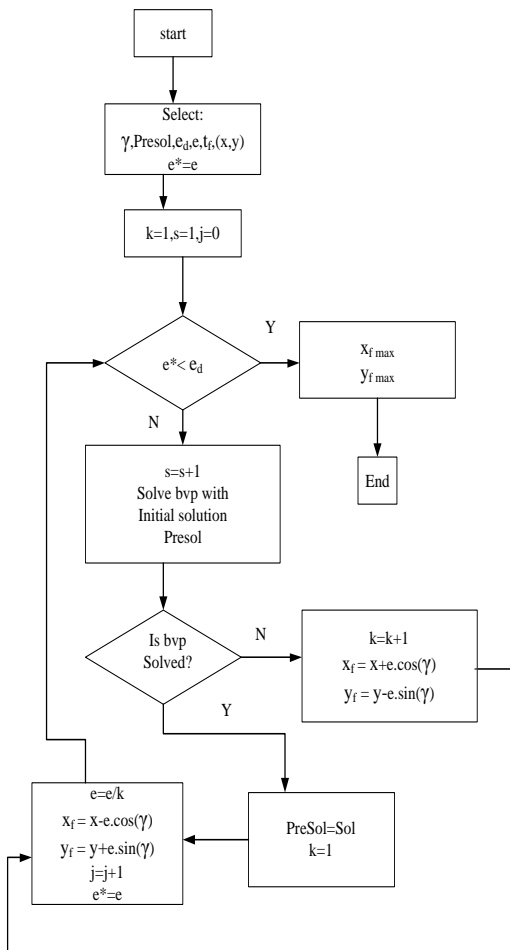 start
Select:
γ,Presol,e_d,e,t_f,(x,y)
e*=e
k=1,s=1,j=0
e*< e_d
Y
x_f max
y_f max
End
N
s=s+1
Solve bvp with
Initial solution
Presol
Is bvp
Solved?
N
k=k+1
x_f = x+e.cos(γ)
y_f = y-e.sin(γ)
Y
PreSol=Sol
k=1
e=e/k
x_f = x-e.cos(γ)
y_f = y+e.sin(γ)
j=j+1
e*=e